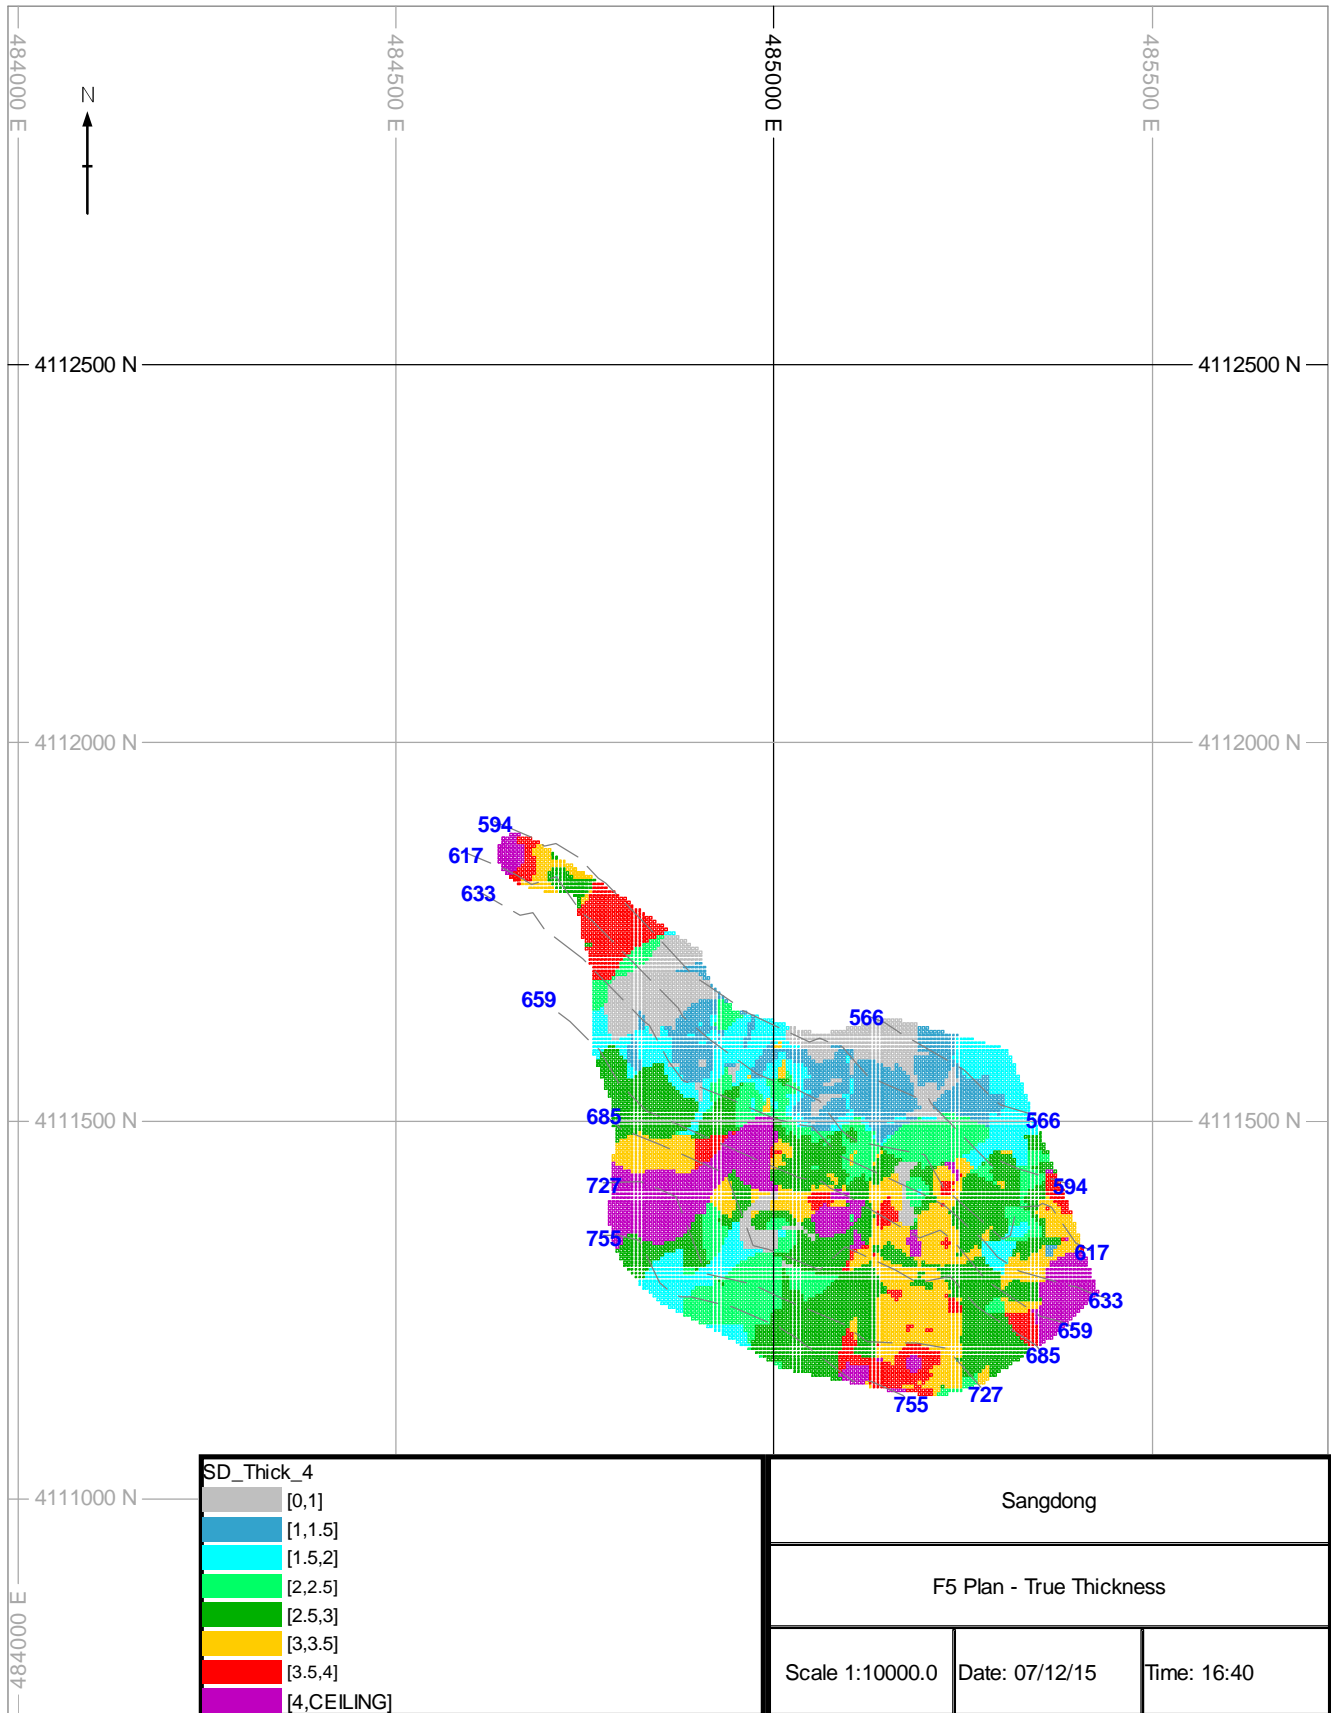 484000 E
484500 E
485000 E
485500 E
N
4112500 N
4112500 N
4112000 N
4112000 N
594
617
633
659
566
685
566
727
594
755
617
633
659
685
727
755
4111500 N
4111500 N
4111000 N
484000 E
SD_Thick_4
[0,1]
[1,1.5]
[1.5,2]
[2,2.5]
[2.5,3]
[3,3.5]
[3.5,4]
[4,CEILING]
Sangdong
F5 Plan - True Thickness
Scale 1:10000.0
Date: 07/12/15
Time: 16:40